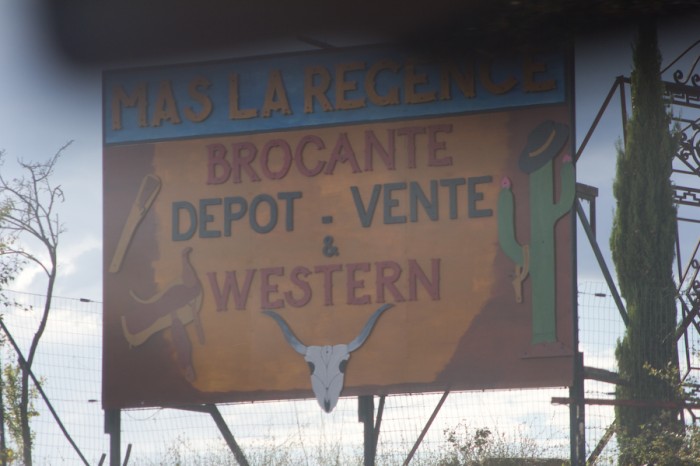 MAS LA REGENCE
BROCANTE
DEPOT - VENTE
&
WESTERN